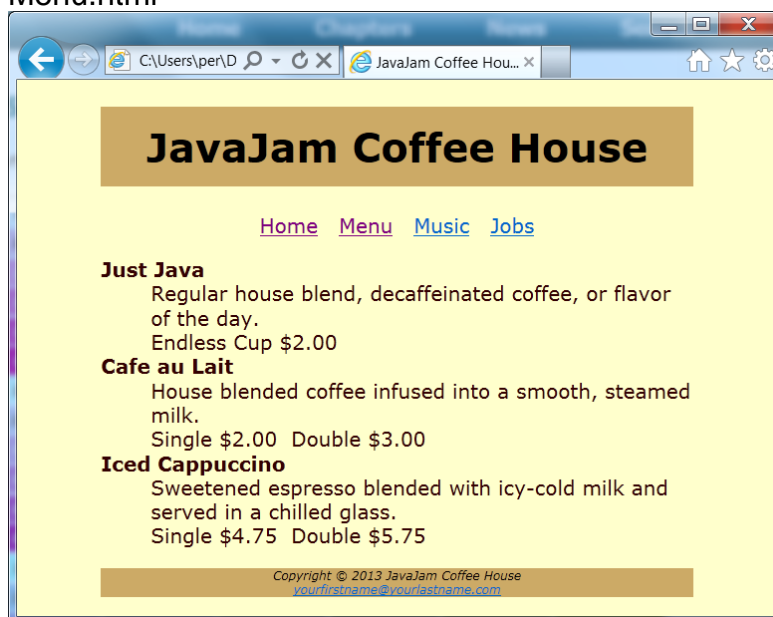 Menu.html
Home Chapters News
C:\Users\per\D
JavaJam Coffee Hou...
JavaJam Coffee House
Home Menu Music Jobs
Just Java
Regular house blend, decaffeinated coffee, or flavor
of the day.
Endless Cup $2.00
Cafe au Lait
House blended coffee infused into a smooth, steamed
milk.
Single $2.00 Double $3.00
Iced Cappuccino
Sweetened espresso blended with icy-cold milk and
served in a chilled glass.
Single $4.75 Double $5.75
Copyright © 2013 JavaJam Coffee House
yourfirstname@yourlastname.com